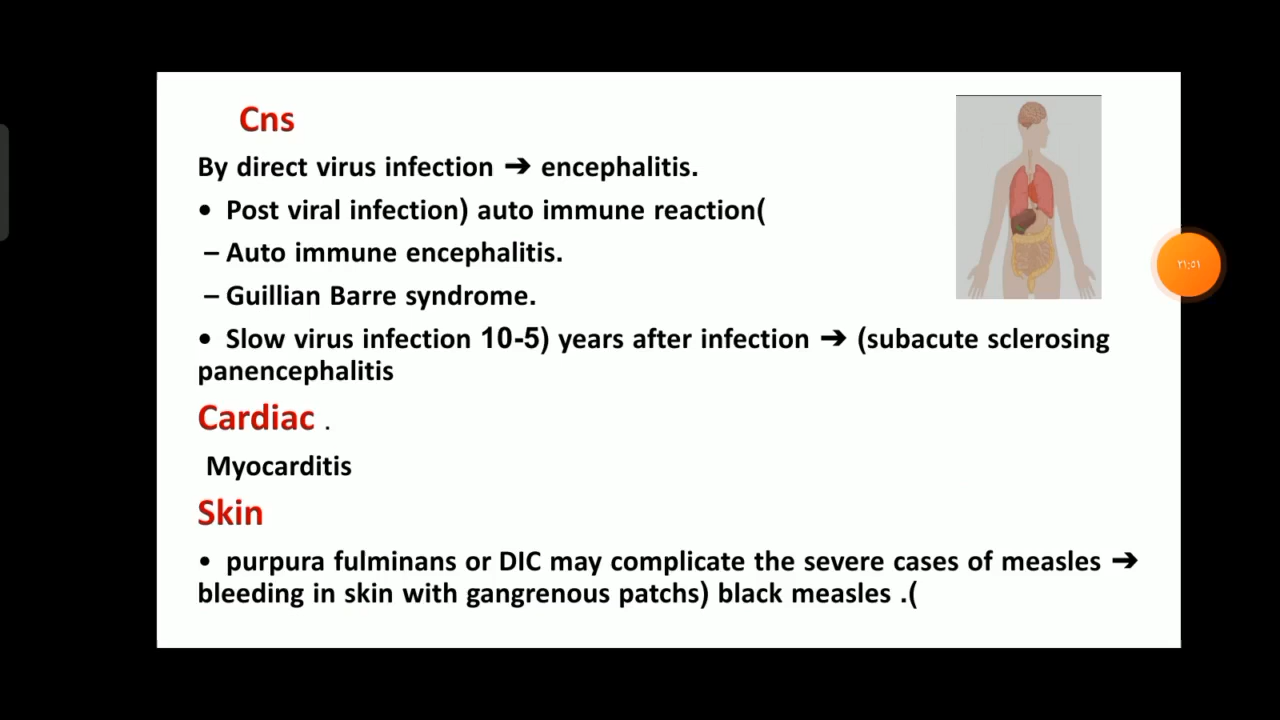 Cns
By direct virus infection ➔ encephalitis.
• Post viral infection) auto immune reaction(
– Auto immune encephalitis.
– Guillian Barre syndrome.
• Slow virus infection 10-5) years after infection ➔ (subacute sclerosing
panencephalitis
Cardiac .
Myocarditis
Skin
• purpura fulminans or DIC may complicate the severe cases of measles ➔
bleeding in skin with gangrenous patchs) black measles .(
٢١:٥١